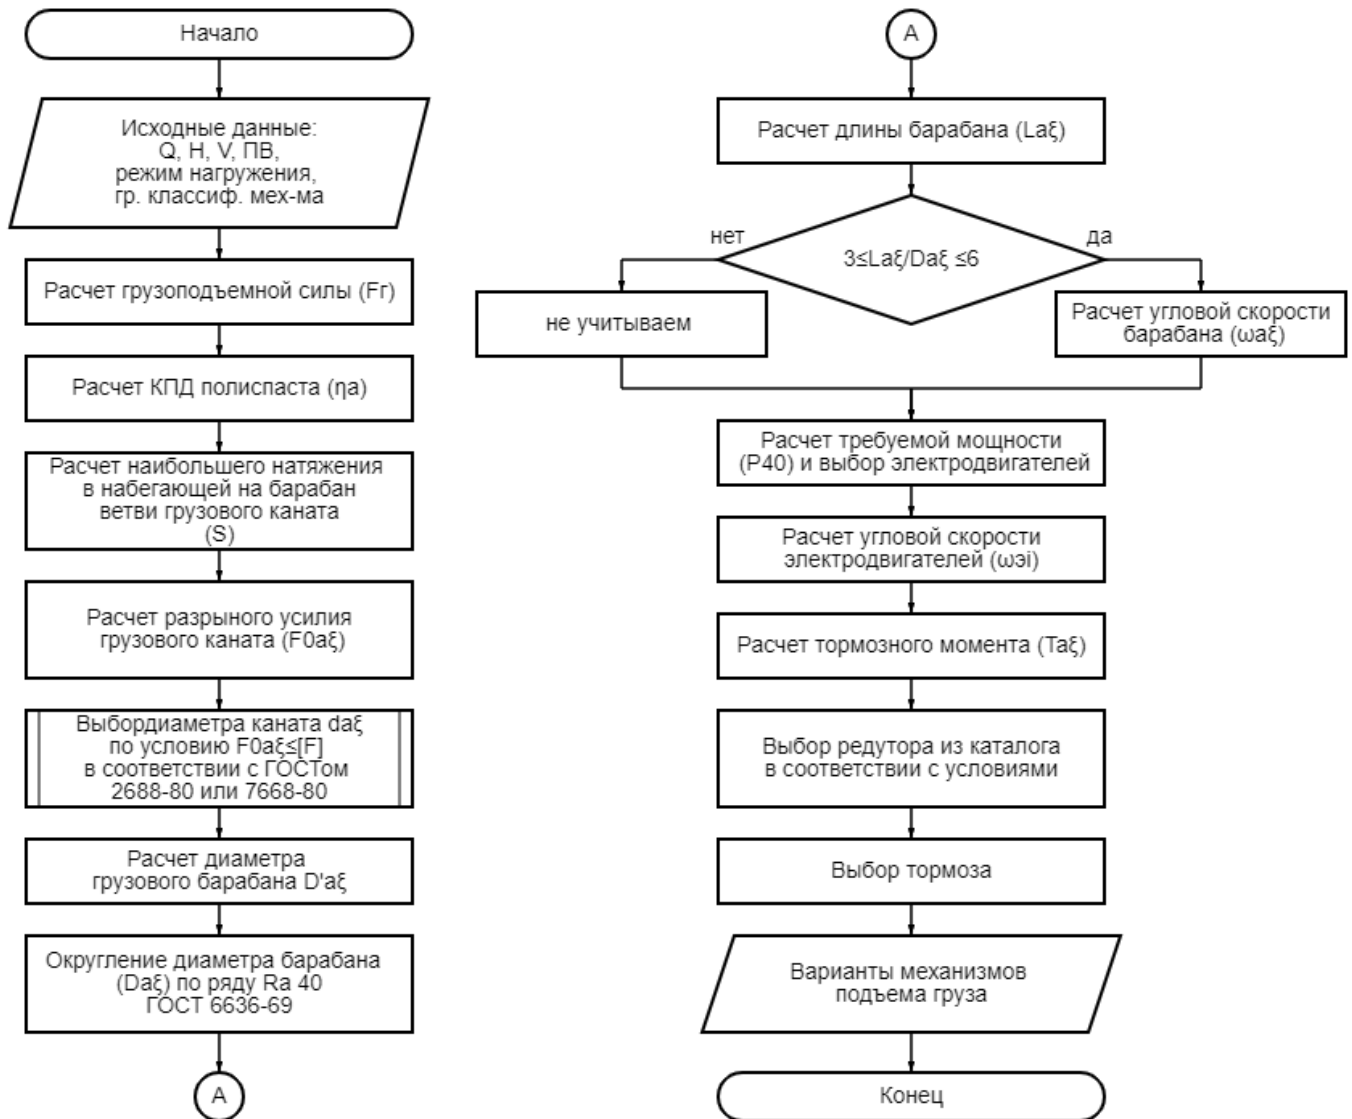 Начало
Исходные данные:
Q, H, V, ПВ,
режим нагружения,
гр. классиф. мех-ма
Расчет грузоподъемной силы (Fг)
Расчет КПД полиспаста (ηа)
Расчет наибольшего натяжения
в набегающей на барабан
ветви грузового каната
(S)
Расчет разрыного усилия
грузового каната (F0aξ)
Выбордиаметра каната daξ
по условию F0aξ≤[F]
в соответствии с ГОСТом
2688-80 или 7668-80
Расчет диаметра
грузового барабана D'aξ
Округление диаметра барабана
(Daξ) по ряду Ra 40
ГОСТ 6636-69
А
А
Расчет длины барабана (Laξ)
3≤Laξ/Daξ ≤6
нет
да
не учитываем
Расчет угловой скорости
барабана (ωaξ)
Расчет требуемой мощности
(P40) и выбор электродвигателей
Расчет угловой скорости
электродвигателей (ωэi)
Расчет тормозного момента (Taξ)
Выбор редутора из каталога
в соответствии с условиями
Выбор тормоза
Варианты механизмов
подъема груза
Конец